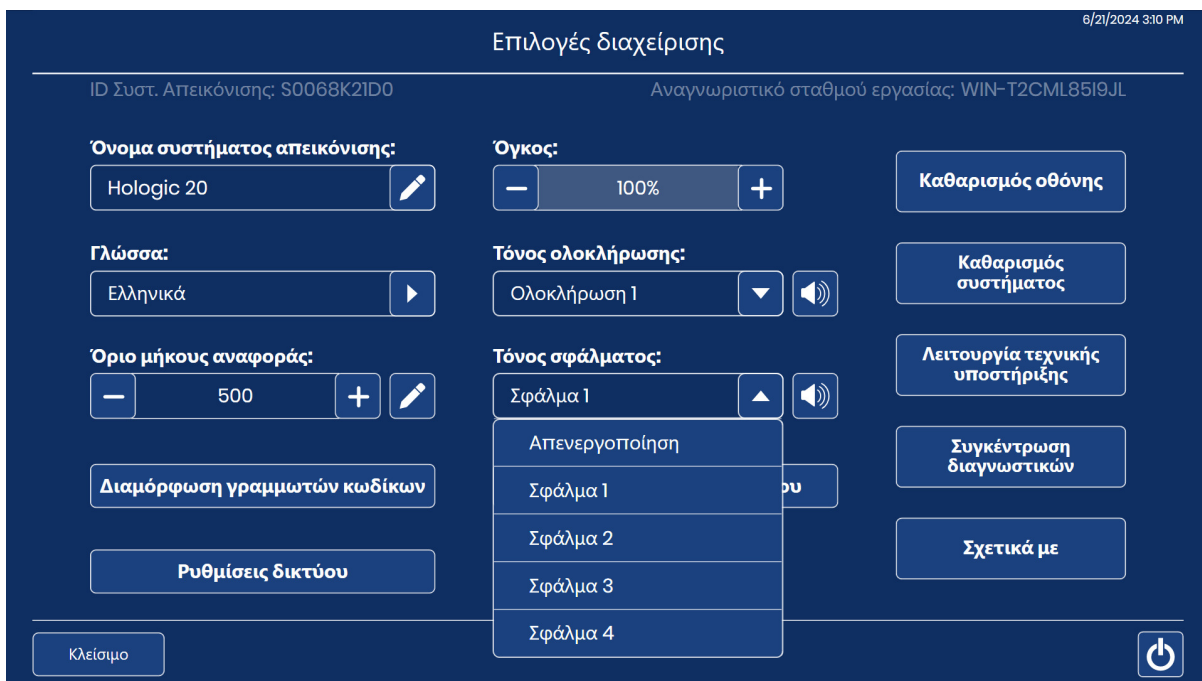 6/21/2024 3:10 PM
Επιλογές διαχείρισης
ID Συστ. Απεικόνισης: S0068K21D0
Αναγνωριστικό σταθμού εργασίας: WIN-T2CML85I9JL
Όνομα συστήματος απεικόνισης:
Hologic 20
Γλώσσα:
Ελληνικά
Όριο μήκους αναφοράς:
500
Διαμόρφωση γραμμωτών κωδίκων
Ρυθμίσεις δικτύου
Όγκος:
100%
Τόνος ολοκλήρωσης:
Ολοκλήρωση 1
Τόνος σφάλματος:
Σφάλμα 1
Απενεργοποίηση
Σφάλμα 1
Σφάλμα 2
Σφάλμα 3
Σφάλμα 4
Καθαρισμός οθόνης
Καθαρισμός
συστήματος
Λειτουργία τεχνικής
υποστήριξης
Συγκέντρωση
διαγνωστικών
Σχετικά με
Κλείσιμο